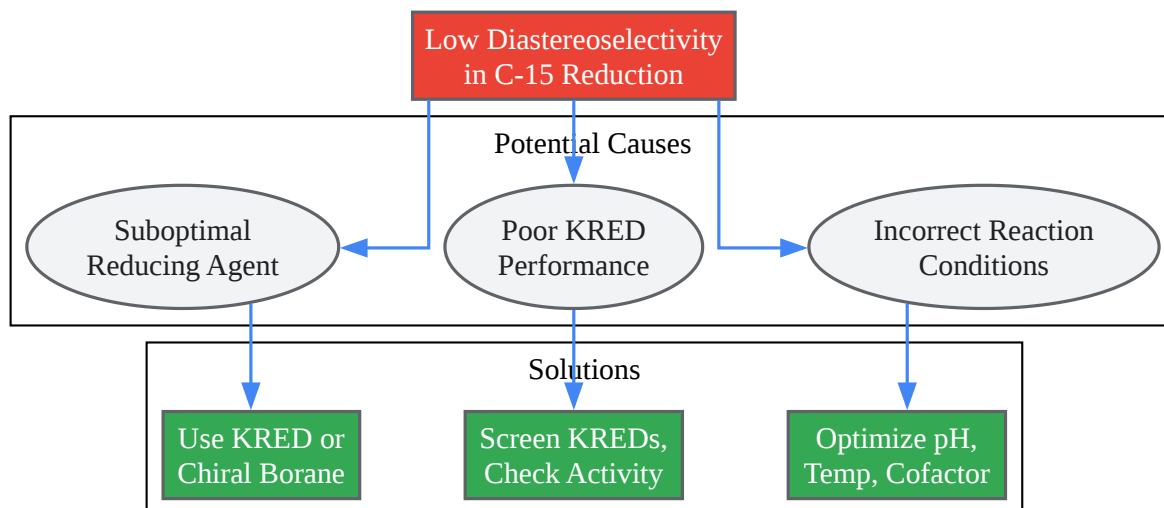 Low Diastereoselectivity
in C-15 Reduction
Potential Causes
Suboptimal
Reducing Agent
Poor KRED
Performance
Incorrect Reaction
Conditions
Solutions
Use KRED or
Chiral Borane
Screen KREDs,
Check Activity
Optimize pH,
Temp, Cofactor